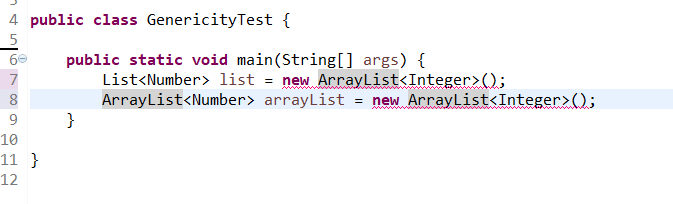 4 public class GenericityTest {
5
6 public static void main(String[] args) {
7 List<Number> list = new ArrayList<Integer>();
8 ArrayList<Number> arrayList = new ArrayList<Integer>();
9 }
10
11 }
12